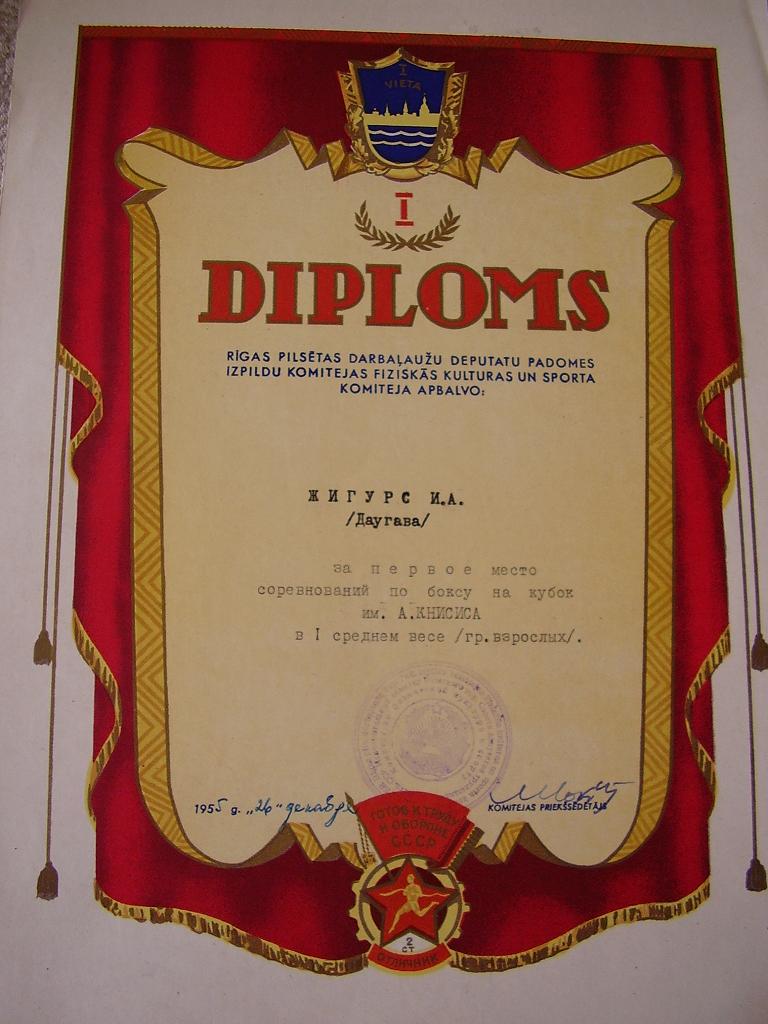 I
VIETA
I
DIPLOMS
RĪGAS PILSĒTAS DARBAĻAUŽU DEPUTATU PADOMES
IZPILDU KOMITEJAS FIZISKĀS KULTURAS UN SPORTA
KOMITEJA APBALVO:
ЖИГУРС И.А.
/Даугава/
за первое место
соревнований по боксу на кубок
им. А.КНИСИСА
в I среднем весе /гр.взрослых/.
1955 g. „26" декабря
KOMITEJAS PRIEKŠSĒDĒTĀJS
ГОТОВ К ТРУДУ
И ОБОРОНЕ
СССР
2
СТ
ОТЛИЧНИК